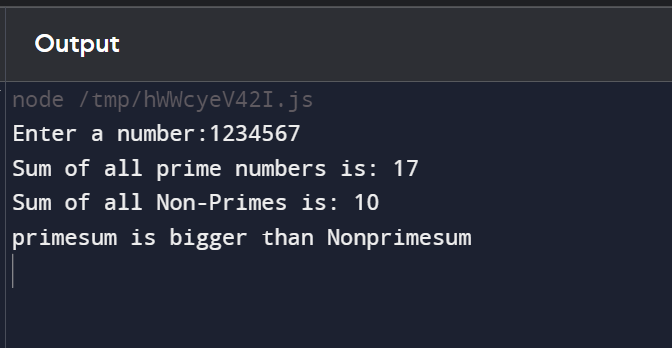 Output
node /tmp/hWWcyeV42I.js
Enter a number:1234567
Sum of all prime numbers is: 17
Sum of all Non-Primes is: 10
primesum is bigger than Nonprimesum